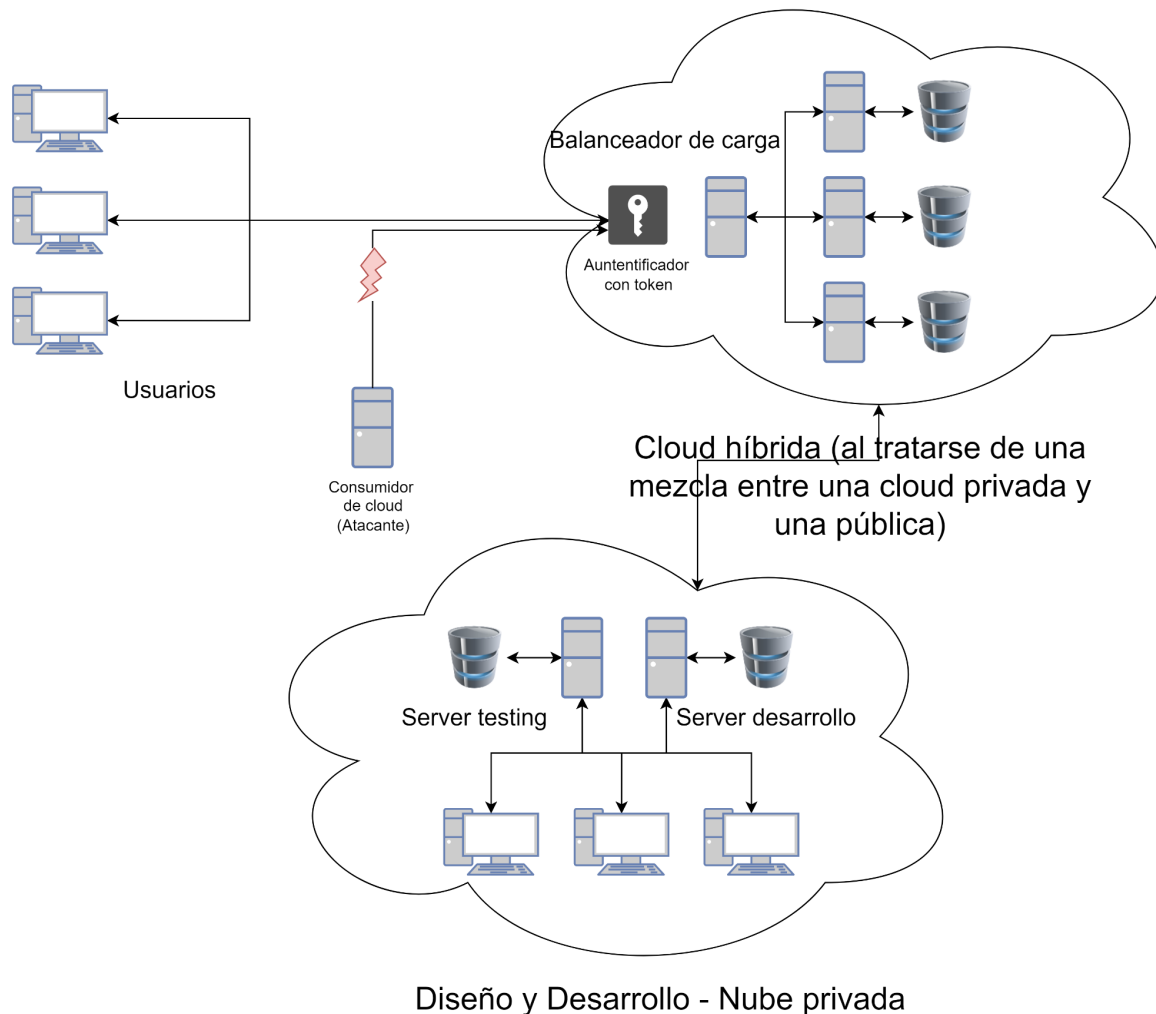 Balanceador de carga
Auntentificador
con token
Usuarios
Consumidor
de cloud
(Atacante)
Cloud híbrida (al tratarse de una
mezcla entre una cloud privada y
una pública)
Server testing
Server desarrollo
Diseño y Desarrollo - Nube privada